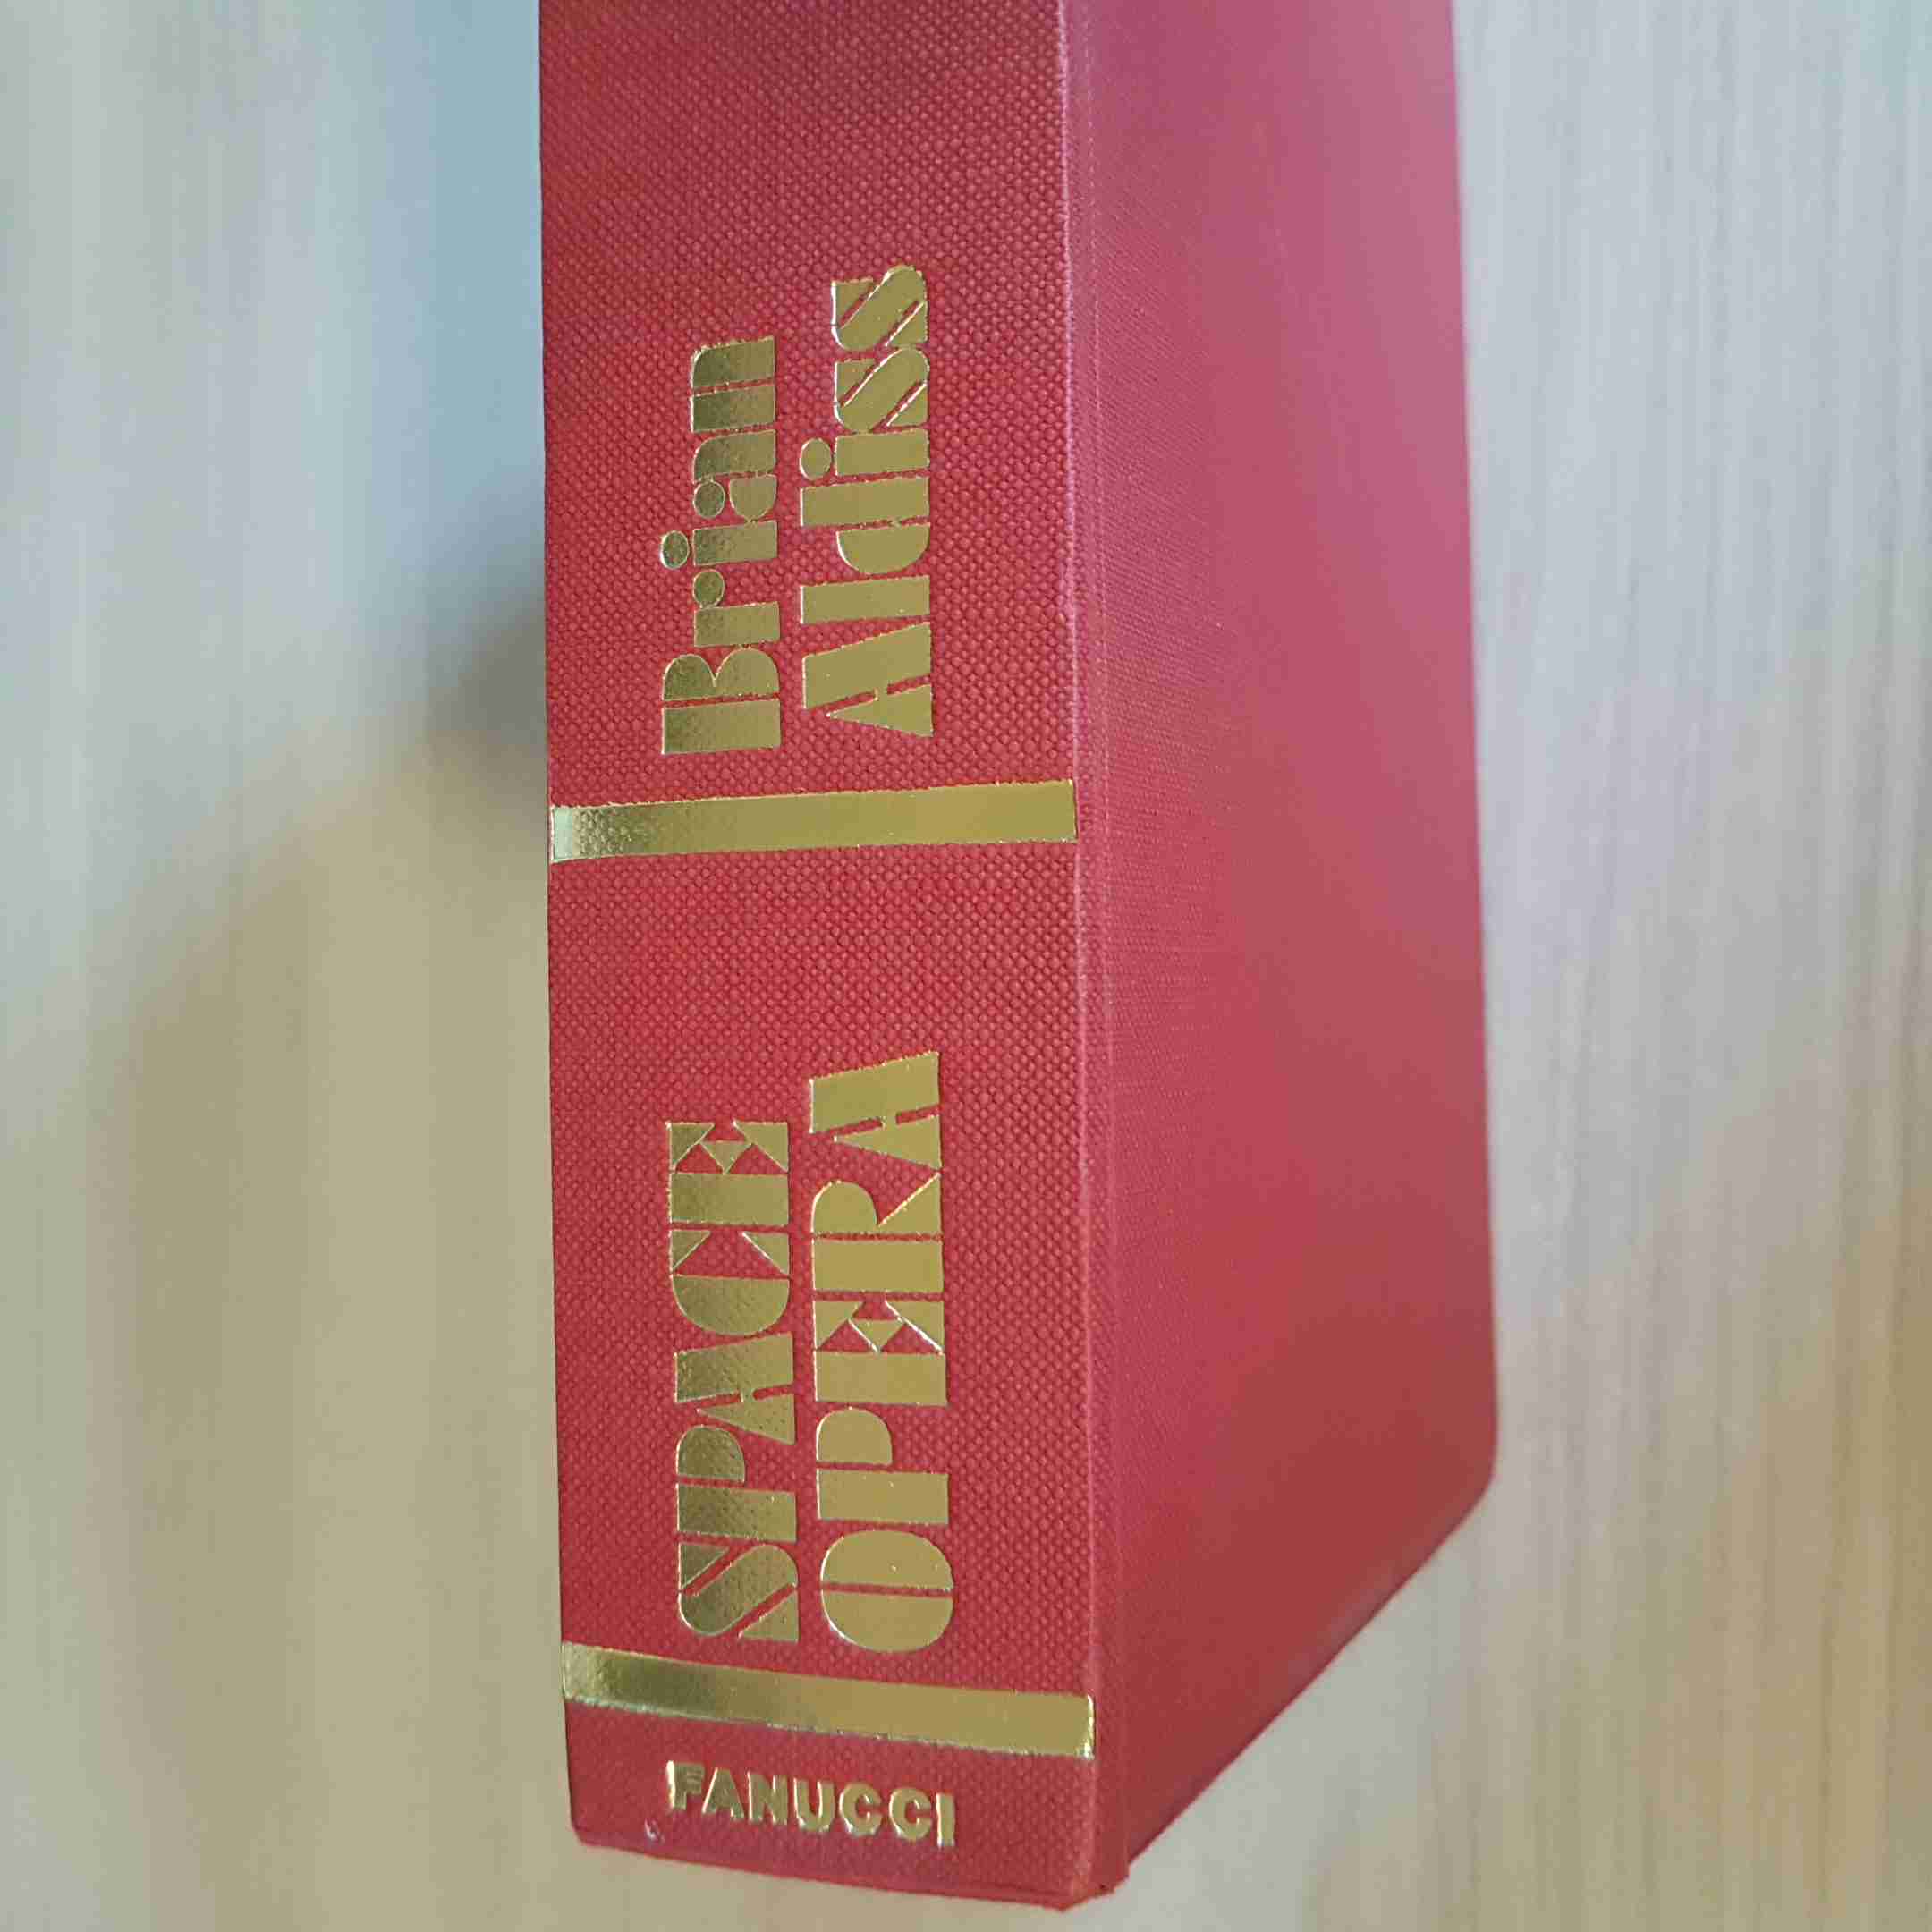 Brian
Aldiss
SPACE
OPERA
FANUCCI